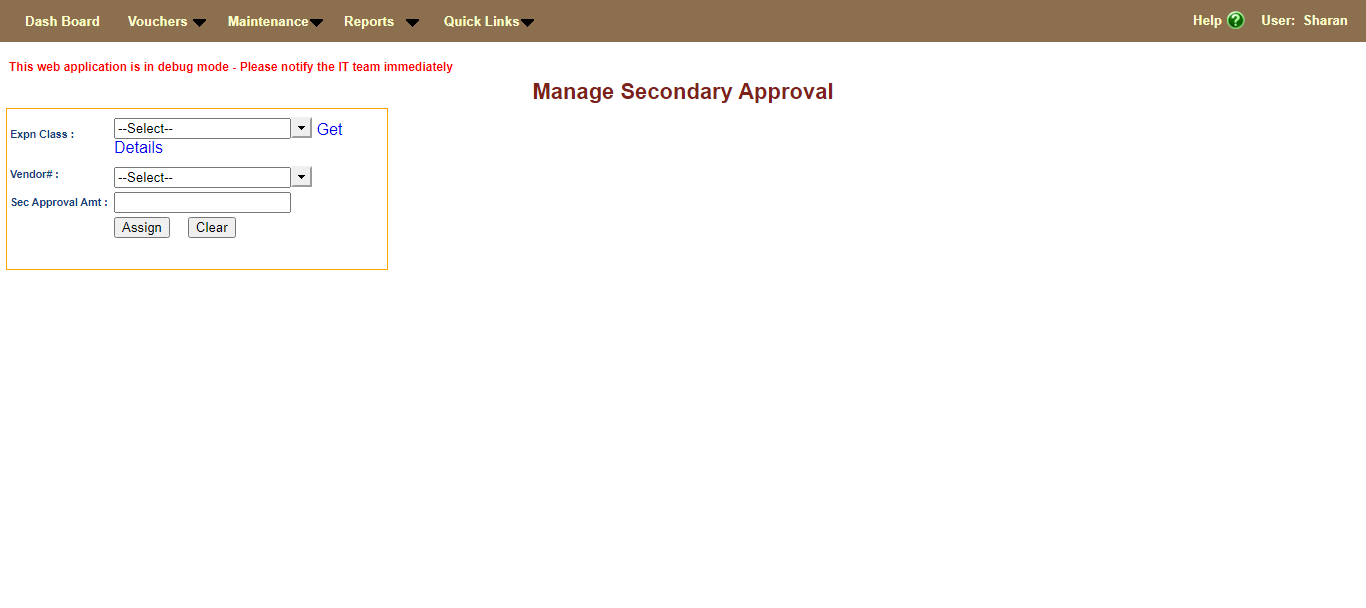 Dash Board Vouchers Maintenance Reports Quick Links Help ? User: Sharan
This web application is in debug mode - Please notify the IT team immediately
Manage Secondary Approval
Expn Class : --Select-- Get
Details
Vendor# : --Select--
Sec Approval Amt :
Assign Clear